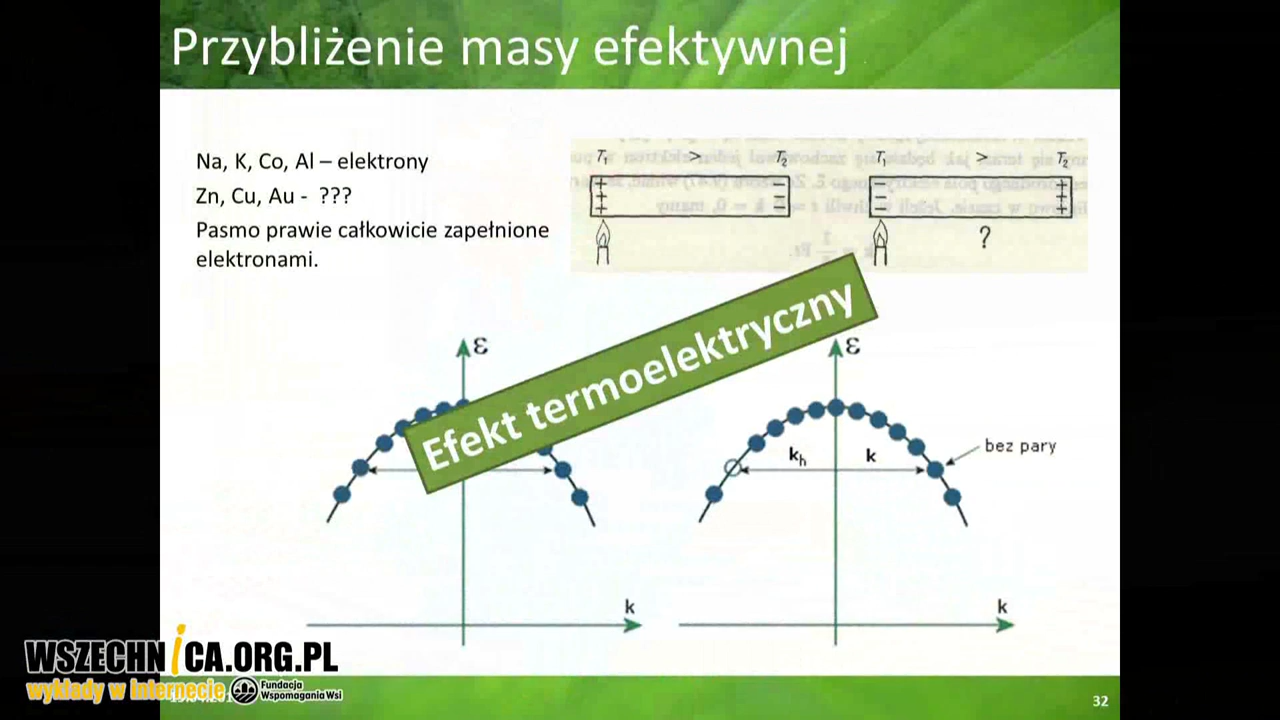 Przybliżenie masy efektywnej
Na, K, Co, Al – elektrony
Zn, Cu, Au - ???
Pasmo prawie całkowicie zapełnione
elektronami.
T₁ > T₂
T₁ > T₂
+ −
+ −
+ −
− +
− +
− +
?
Efekt termoelektryczny
ε
k
ε
kₕ k
bez pary
k
WSZECHNiCA.ORG.PL
wykłady w internecie
Fundacja
Wspomagania Wsi
32